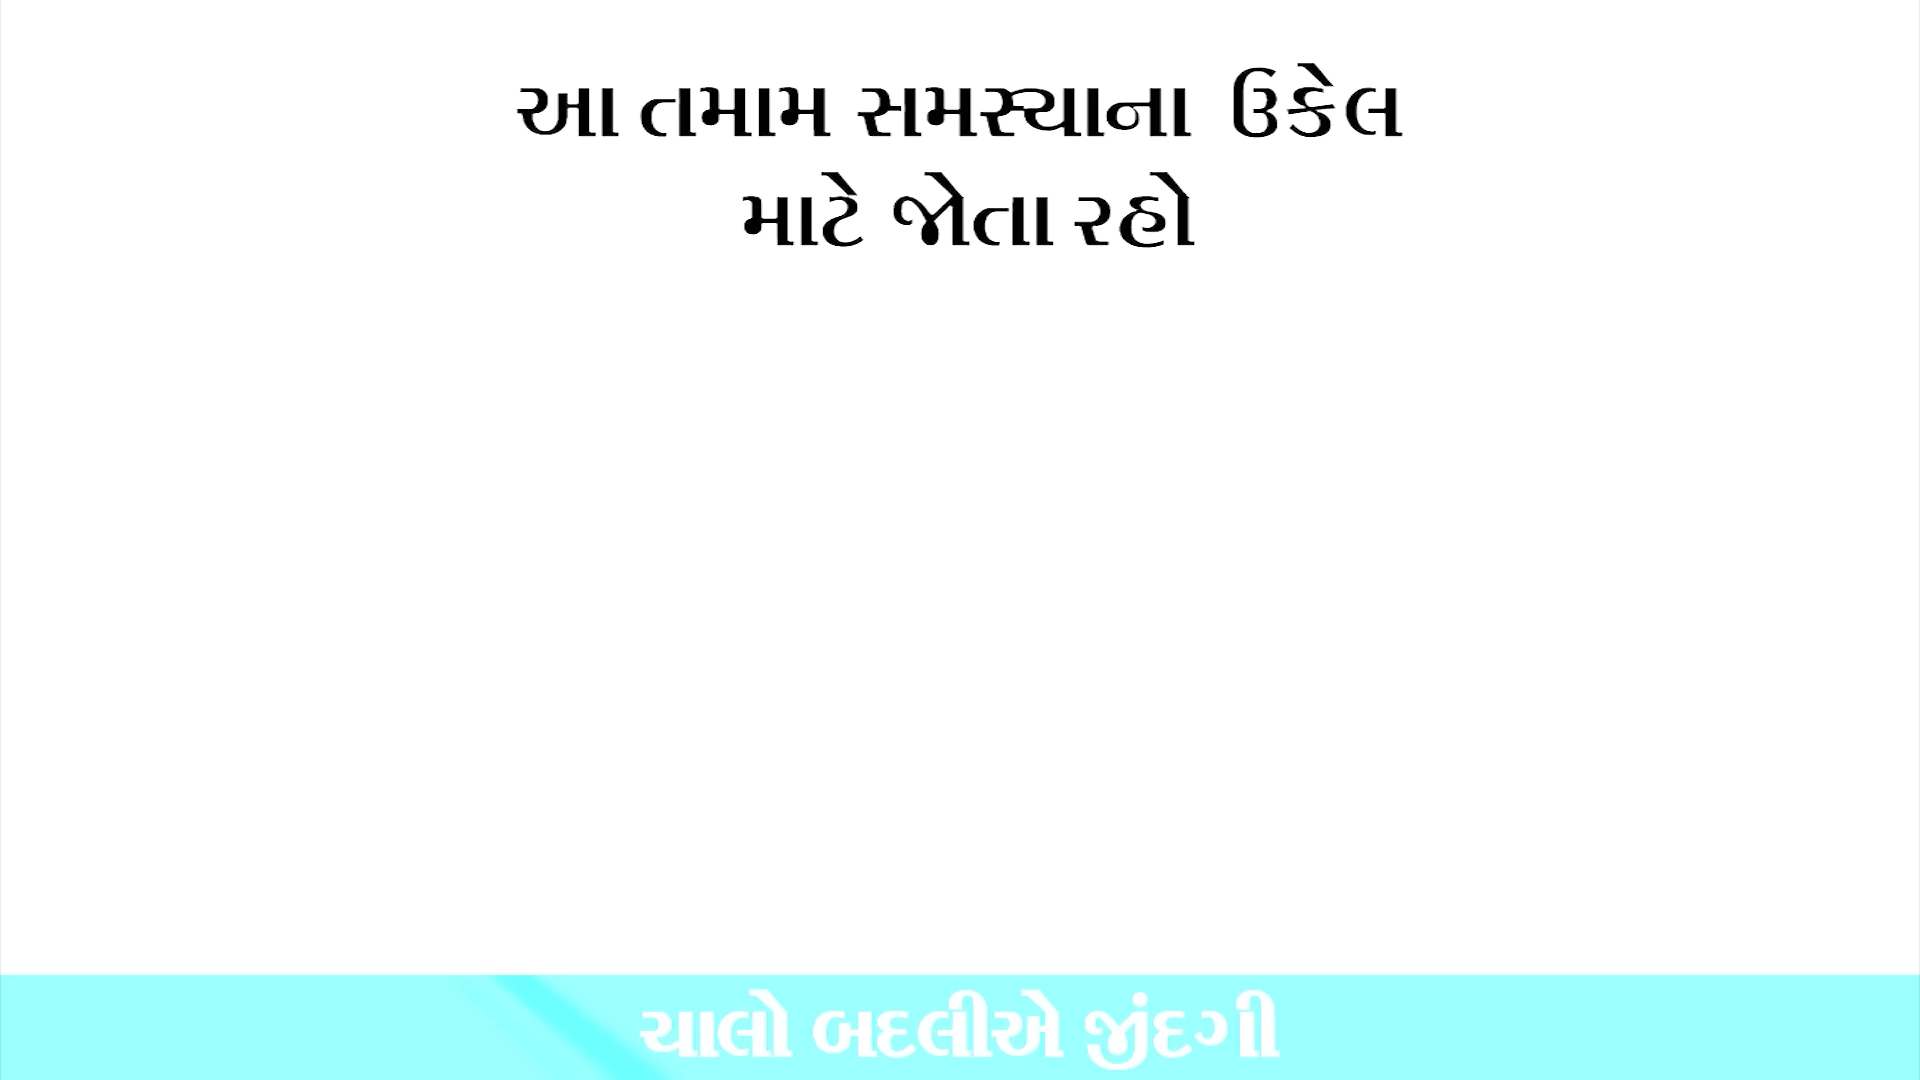 આ તમામ સમસ્યાના ઉકેલ
માટે જોતા રહો
ચાલો બદલીએ જીંદગી